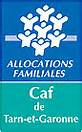 ALLOCATIONS
FAMILIALES
Caf
de
Tarn-et-Garonne